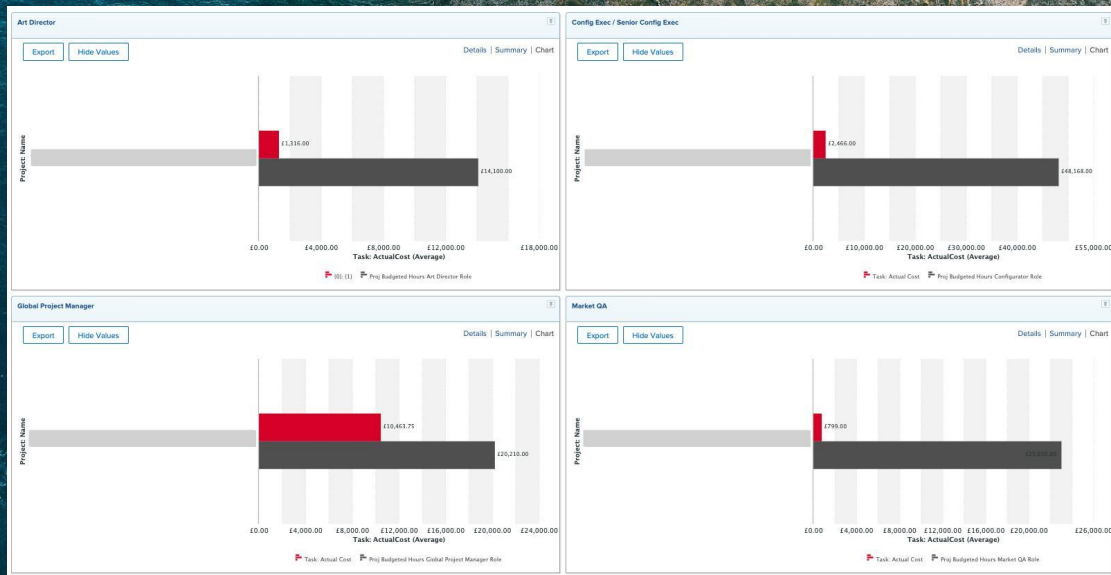 Art Director
Export
Hide Values
Details | Summary | Chart
Project: Name
£1,316.00
£14,100.00
£0.00 £4,000.00 £8,000.00 £12,000.00 £18,000.00
Task: ActualCost (Average)
{0}: {1} Proj Budgeted Hours Art Director Role
Config Exec / Senior Config Exec
Export
Hide Values
Details | Summary | Chart
Project: Name
£2,466.00
£48,168.00
£0.00 £10,000.00 £20,000.00 £30,000.00 £40,000.00 £55,000.00
Task: ActualCost (Average)
Task: Actual Cost Proj Budgeted Hours Configurator Role
Global Project Manager
Export
Hide Values
Details | Summary | Chart
Project: Name
£10,463.75
£20,210.00
£0.00 £4,000.00 £8,000.00 £12,000.00 £16,000.00 £20,000.00 £24,000.00
Task: ActualCost (Average)
Task: Actual Cost Proj Budgeted Hours Global Project Manager Role
Market QA
Export
Hide Values
Details | Summary | Chart
Project: Name
£799.00
£0.00 £4,000.00 £8,000.00 £12,000.00 £16,000.00 £20,000.00 £26,000.00
Task: ActualCost (Average)
Task: Actual Cost Proj Budgeted Hours Market QA Role